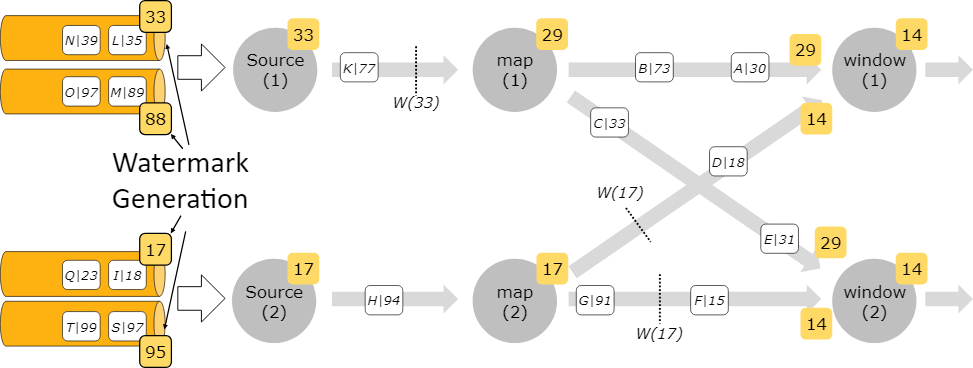 33
N|39
L|35
O|97
M|89
88
Watermark
Generation
17
Q|23
I|18
T|99
S|97
95
33
Source
(1)
K|77
W(33)
29
map
(1)
B|73
A|30
29
14
window
(1)
C|33
14
D|18
W(17)
E|31
29
17
Source
(2)
H|94
17
map
(2)
G|91
F|15
W(17)
14
14
window
(2)